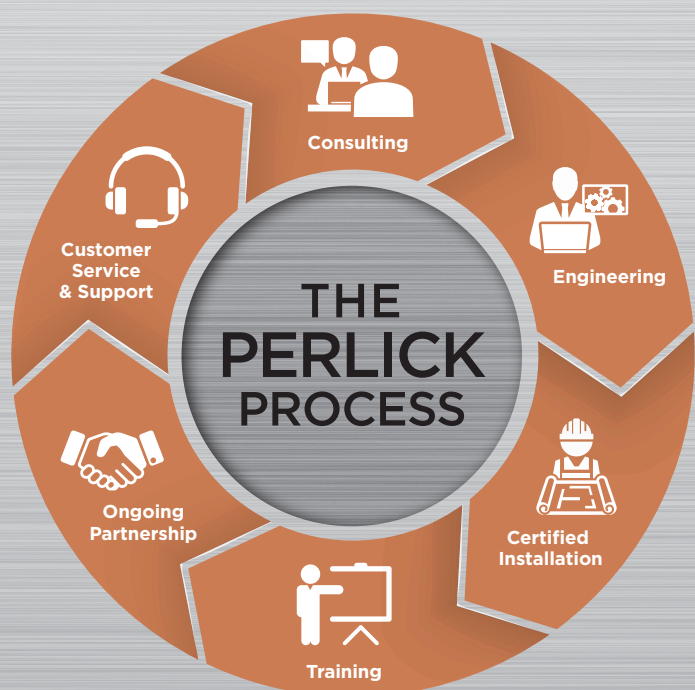 THE
PERLICK
PROCESS
Consulting
Engineering
Certified
Installation
Training
Ongoing
Partnership
Customer
Service
& Support